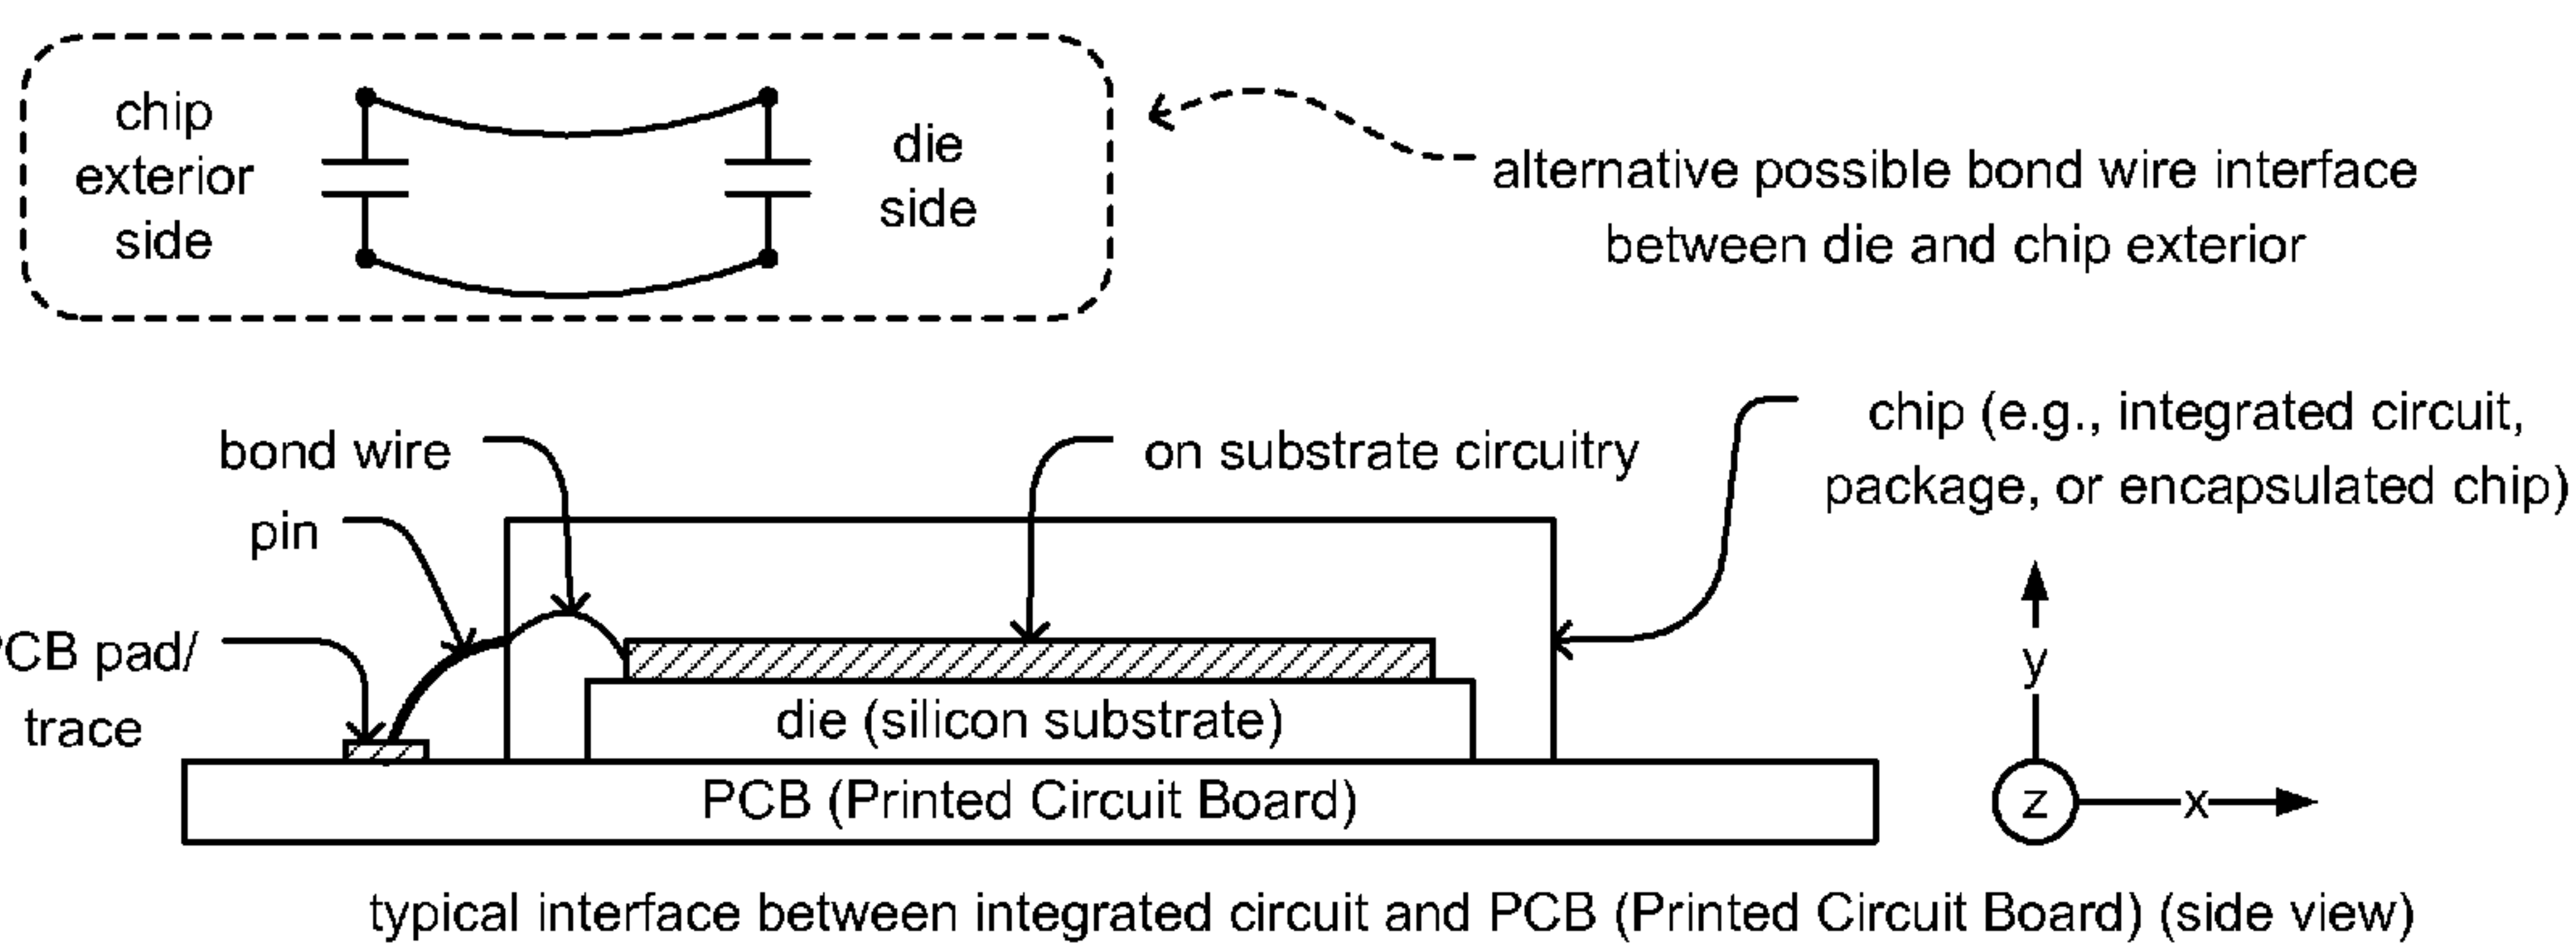 chip
exterior
side
die
side
alternative possible bond wire interface
between die and chip exterior
chip (e.g., integrated circuit,
package, or encapsulated chip)
bond wire
on substrate circuitry
pin
CB pad/
trace
die (silicon substrate)
PCB (Printed Circuit Board)
y
z
x
typical interface between integrated circuit and PCB (Printed Circuit Board) (side view)